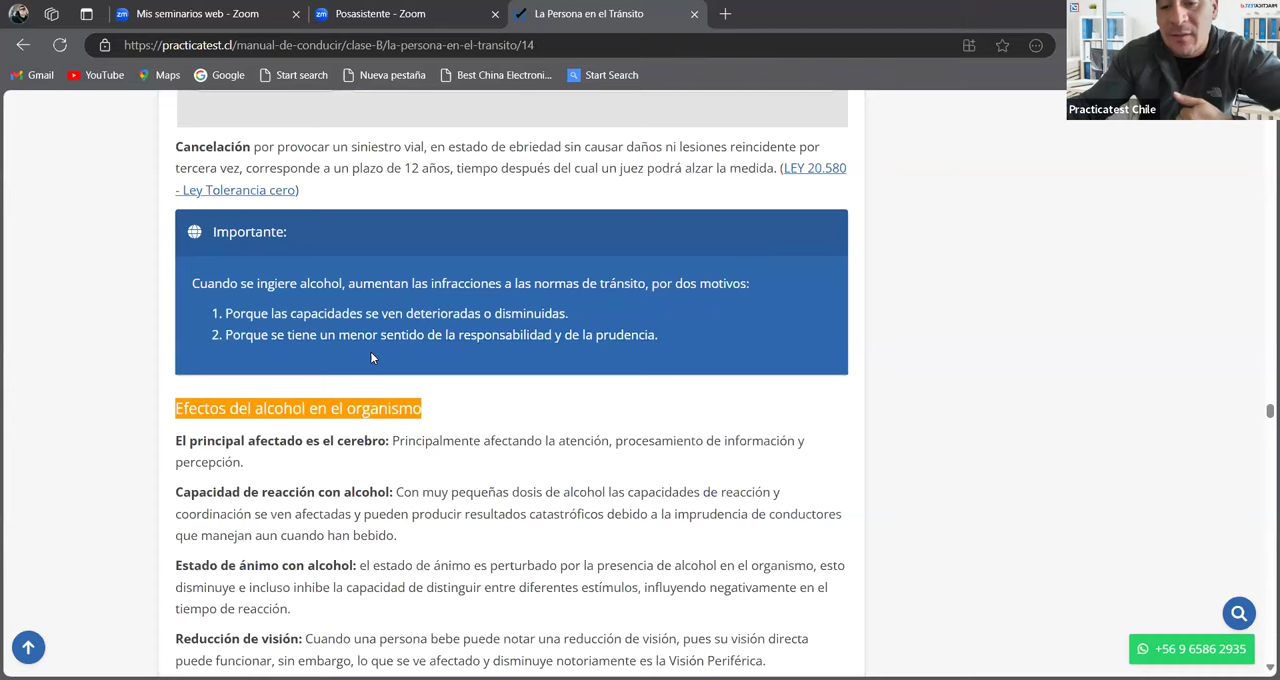 Mis seminarios web - Zoom
Posasistente - Zoom
La Persona en el Tránsito
https://practicatest.cl/manual-de-conducir/clase-B/la-persona-en-el-transito/14
Gmail
YouTube
Maps
Google
Start search
Nueva pestaña
Best China Electroni...
Start Search
Practicatest Chile
Cancelación por provocar un siniestro vial, en estado de ebriedad sin causar daños ni lesiones reincidente por
tercera vez, corresponde a un plazo de 12 años, tiempo después del cual un juez podrá alzar la medida. (LEY 20.580
- Ley Tolerancia cero)
Importante:
Cuando se ingiere alcohol, aumentan las infracciones a las normas de tránsito, por dos motivos:
1. Porque las capacidades se ven deterioradas o disminuidas.
2. Porque se tiene un menor sentido de la responsabilidad y de la prudencia.
Efectos del alcohol en el organismo
El principal afectado es el cerebro: Principalmente afectando la atención, procesamiento de información y
percepción.
Capacidad de reacción con alcohol: Con muy pequeñas dosis de alcohol las capacidades de reacción y
coordinación se ven afectadas y pueden producir resultados catastróficos debido a la imprudencia de conductores
que manejan aun cuando han bebido.
Estado de ánimo con alcohol: el estado de ánimo es perturbado por la presencia de alcohol en el organismo, esto
disminuye e incluso inhibe la capacidad de distinguir entre diferentes estímulos, influyendo negativamente en el
tiempo de reacción.
Reducción de visión: Cuando una persona bebe puede notar una reducción de visión, pues su visión directa
puede funcionar, sin embargo, lo que se ve afectado y disminuye notoriamente es la Visión Periférica.
+56 9 6586 2935